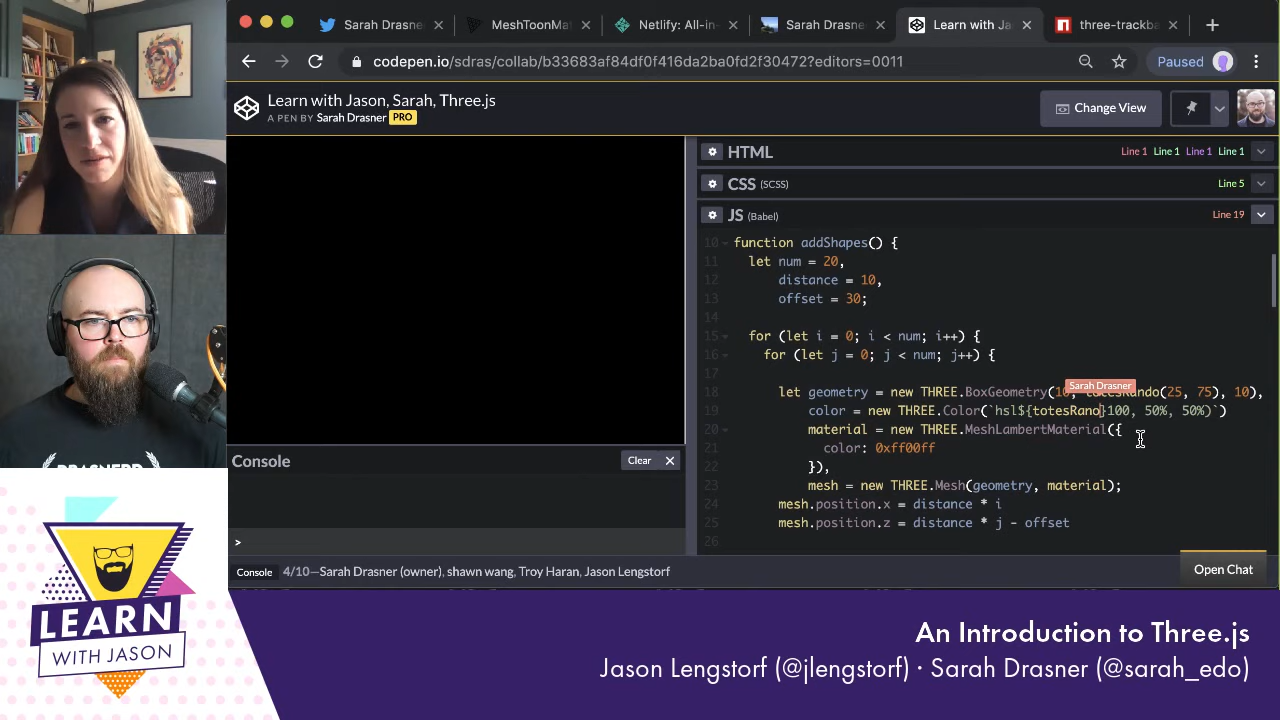 Sarah Drasne
MeshToonMat
Netlify: All-in-
Sarah Drasne
Learn with Ja
three-trackba
codepen.io/sdras/collab/b33683af84df0f416da2ba0fd2f30472?editors=0011
Paused
Learn with Jason, Sarah, Three.js
A PEN BY Sarah Drasner PRO
Change View
HTML
Line 1 Line 1 Line 1 Line 1
CSS (SCSS)
Line 5
JS (Babel)
Line 19
10 function addShapes() {
11 let num = 20,
12 distance = 10,
13 offset = 30;
14
15 for (let i = 0; i < num; i++) {
16 for (let j = 0; j < num; j++) {
17
Sarah Drasner
18 let geometry = new THREE.BoxGeometry(10, totesRando(25, 75), 10),
19 color = new THREE.Color(`hsl${totesRano}100, 50%, 50%)`)
20 material = new THREE.MeshLambertMaterial({
21 color: 0xff00ff
22 }),
23 mesh = new THREE.Mesh(geometry, material);
24 mesh.position.x = distance * i
25 mesh.position.z = distance * j - offset
26
Console
Clear
>
Console 4/10—Sarah Drasner (owner), shawn wang, Troy Haran, Jason Lengstorf
Open Chat
LEARN
WITH JASON
An Introduction to Three.js
Jason Lengstorf (@jlengstorf) · Sarah Drasner (@sarah_edo)